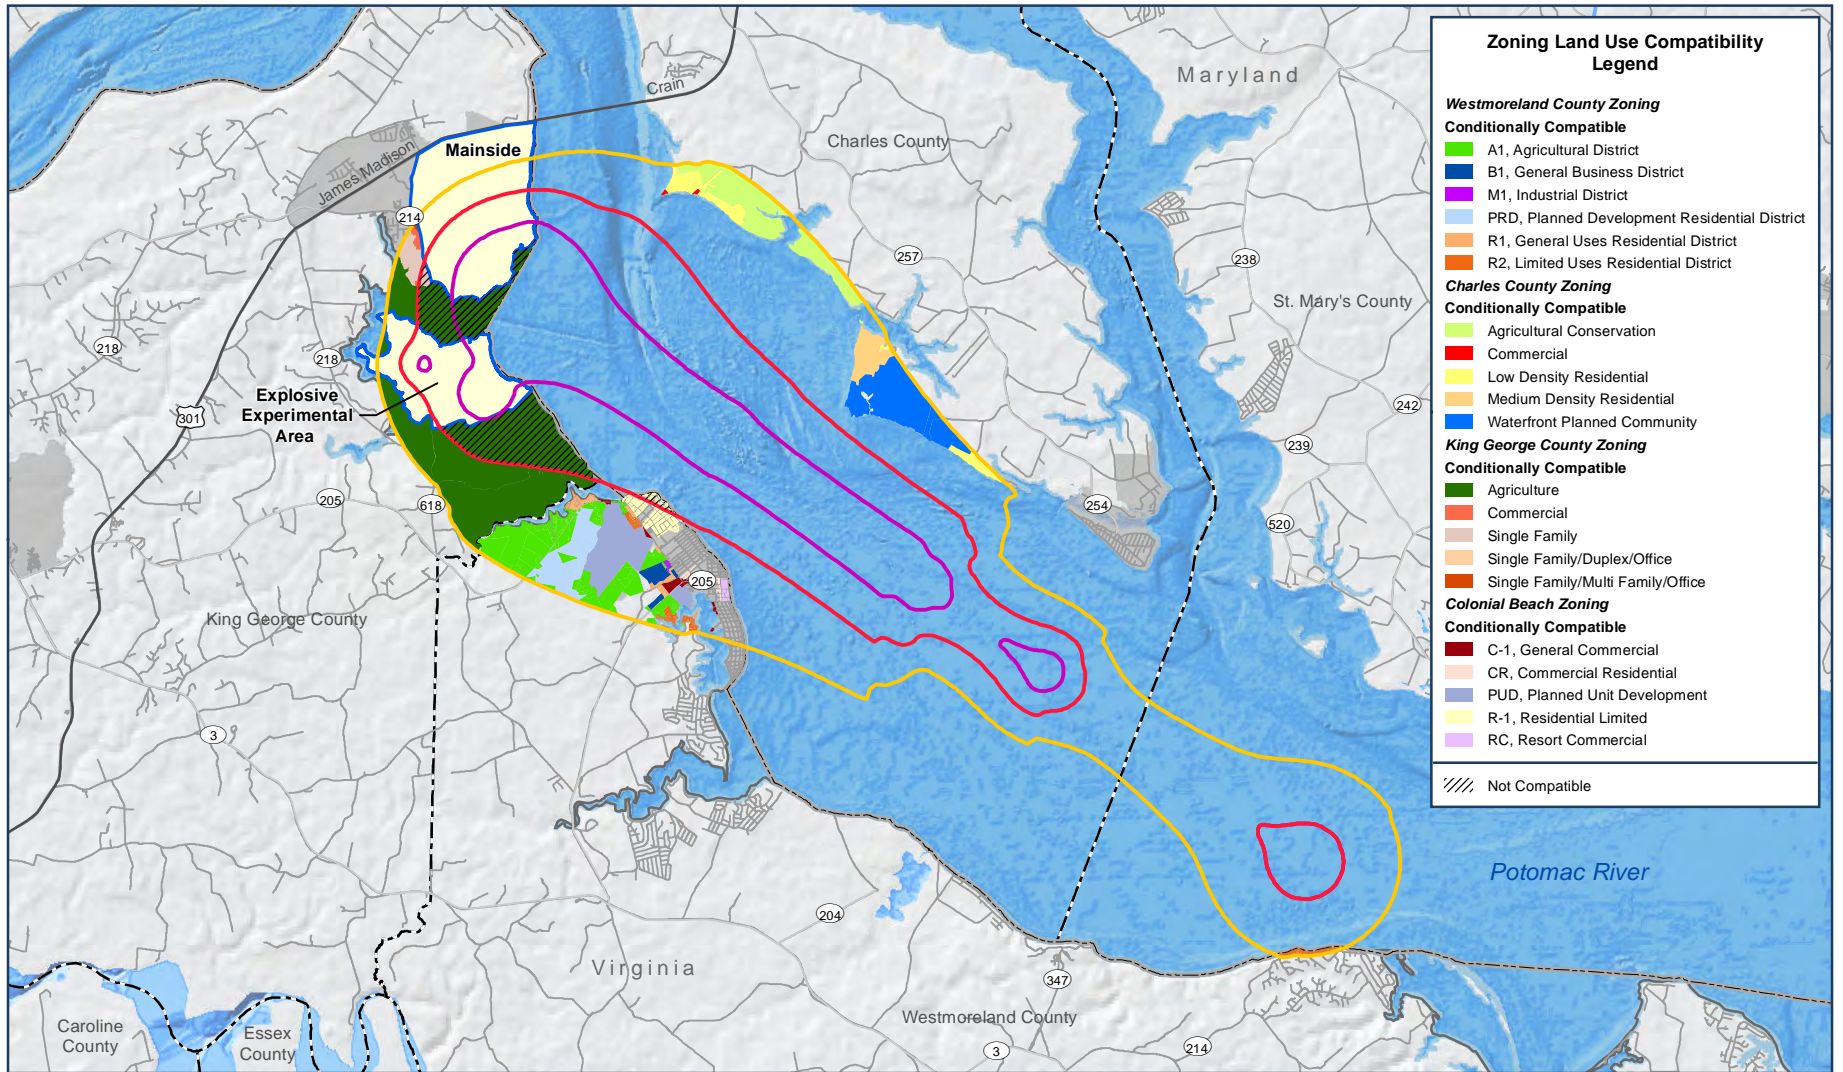 Zoning Land Use Compatibility
Legend
Westmoreland County Zoning
Conditionally Compatible
A1, Agricultural District
B1, General Business District
M1, Industrial District
PRD, Planned Development Residential District
R1, General Uses Residential District
R2, Limited Uses Residential District
Charles County Zoning
Conditionally Compatible
Agricultural Conservation
Commercial
Low Density Residential
Medium Density Residential
Waterfront Planned Community
King George County Zoning
Conditionally Compatible
Agriculture
Commercial
Single Family
Single Family/Duplex/Office
Single Family/Multi Family/Office
Colonial Beach Zoning
Conditionally Compatible
C-1, General Commercial
CR, Commercial Residential
PUD, Planned Unit Development
R-1, Residential Limited
RC, Resort Commercial
Not Compatible
Maryland
Crain
Charles County
Mainside
James Madison
214
257
238
St. Mary's County
218
218
Explosive
Experimental
Area
301
242
239
205
618
254
520
205
King George County
3
Potomac River
204
Virginia
347
Westmoreland County
Caroline
County
Essex
County
3
214